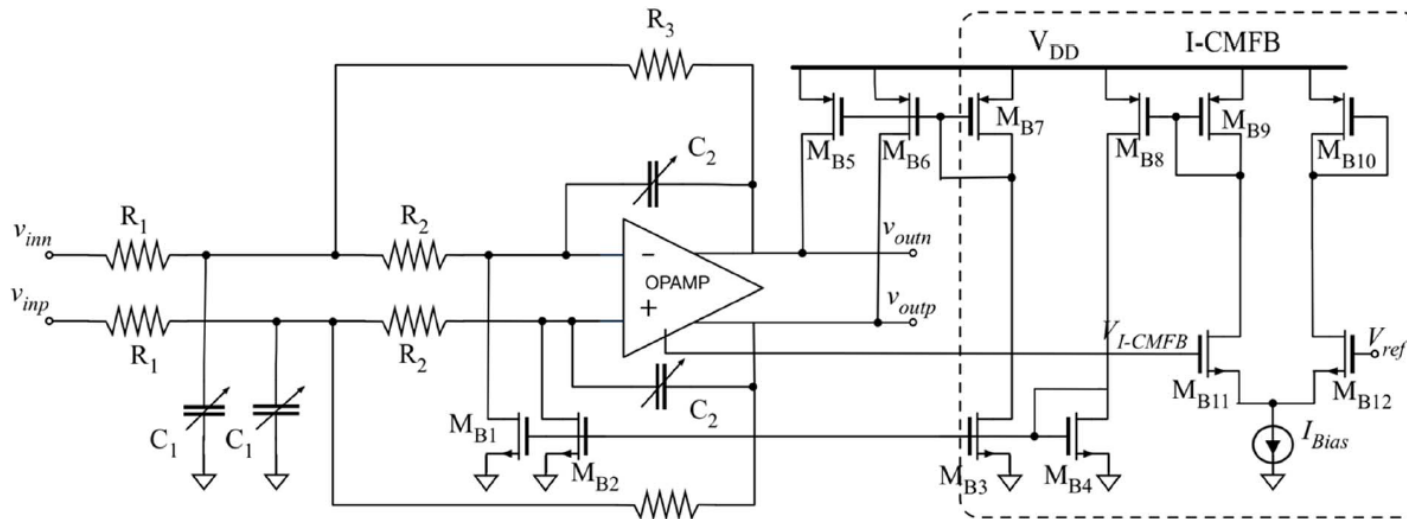 R3
VDD
I-CMFB
C2
MB5
MB6
MB7
MB8
MB9
MB10
vinn
R1
R2
−
OPAMP
+
voutn
vinp
R1
R2
voutp
VI-CMFB
Vref
C2
MB11
MB12
C1
C1
MB1
MB2
MB3
MB4
IBias